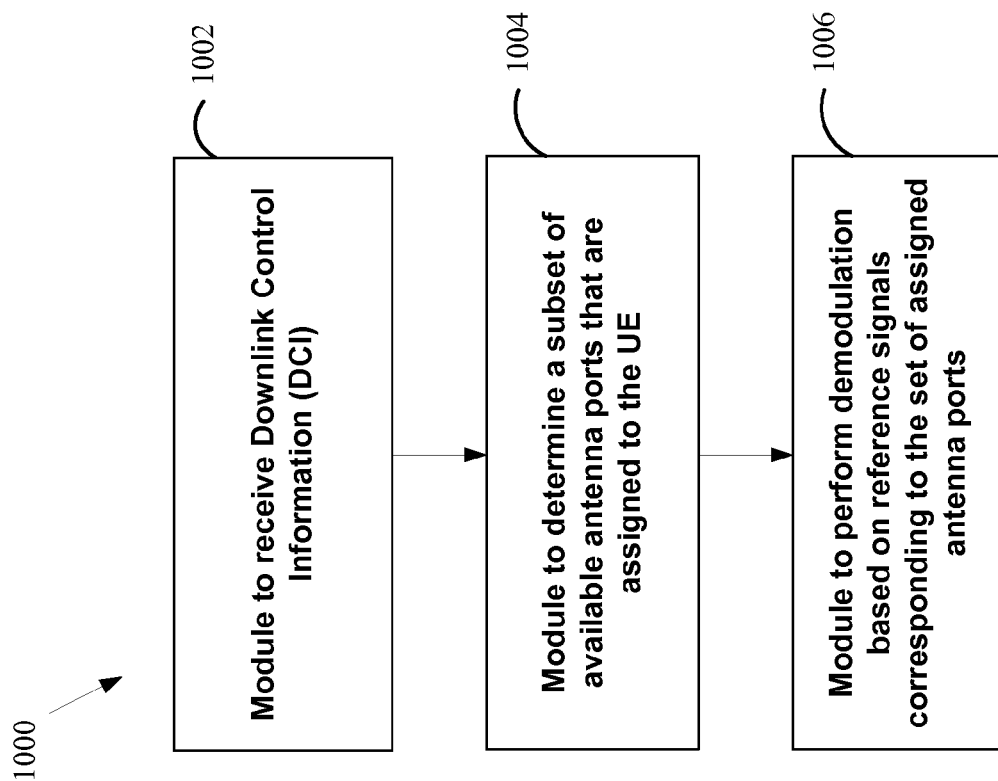 1000
Module to receive Downlink Control
Information (DCI)
1002
Module to determine a subset of
available antenna ports that are
assigned to the UE
1004
Module to perform demodulation
based on reference signals
corresponding to the set of assigned
antenna ports
1006